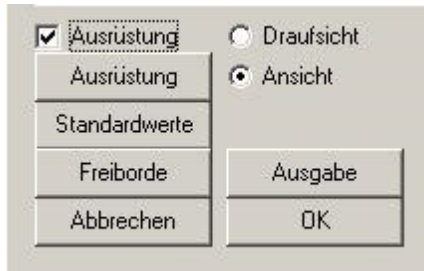 Ausrüstung Draufsicht
Ausrüstung Ansicht
Standardwerte
Freiborde Ausgabe
Abbrechen OK